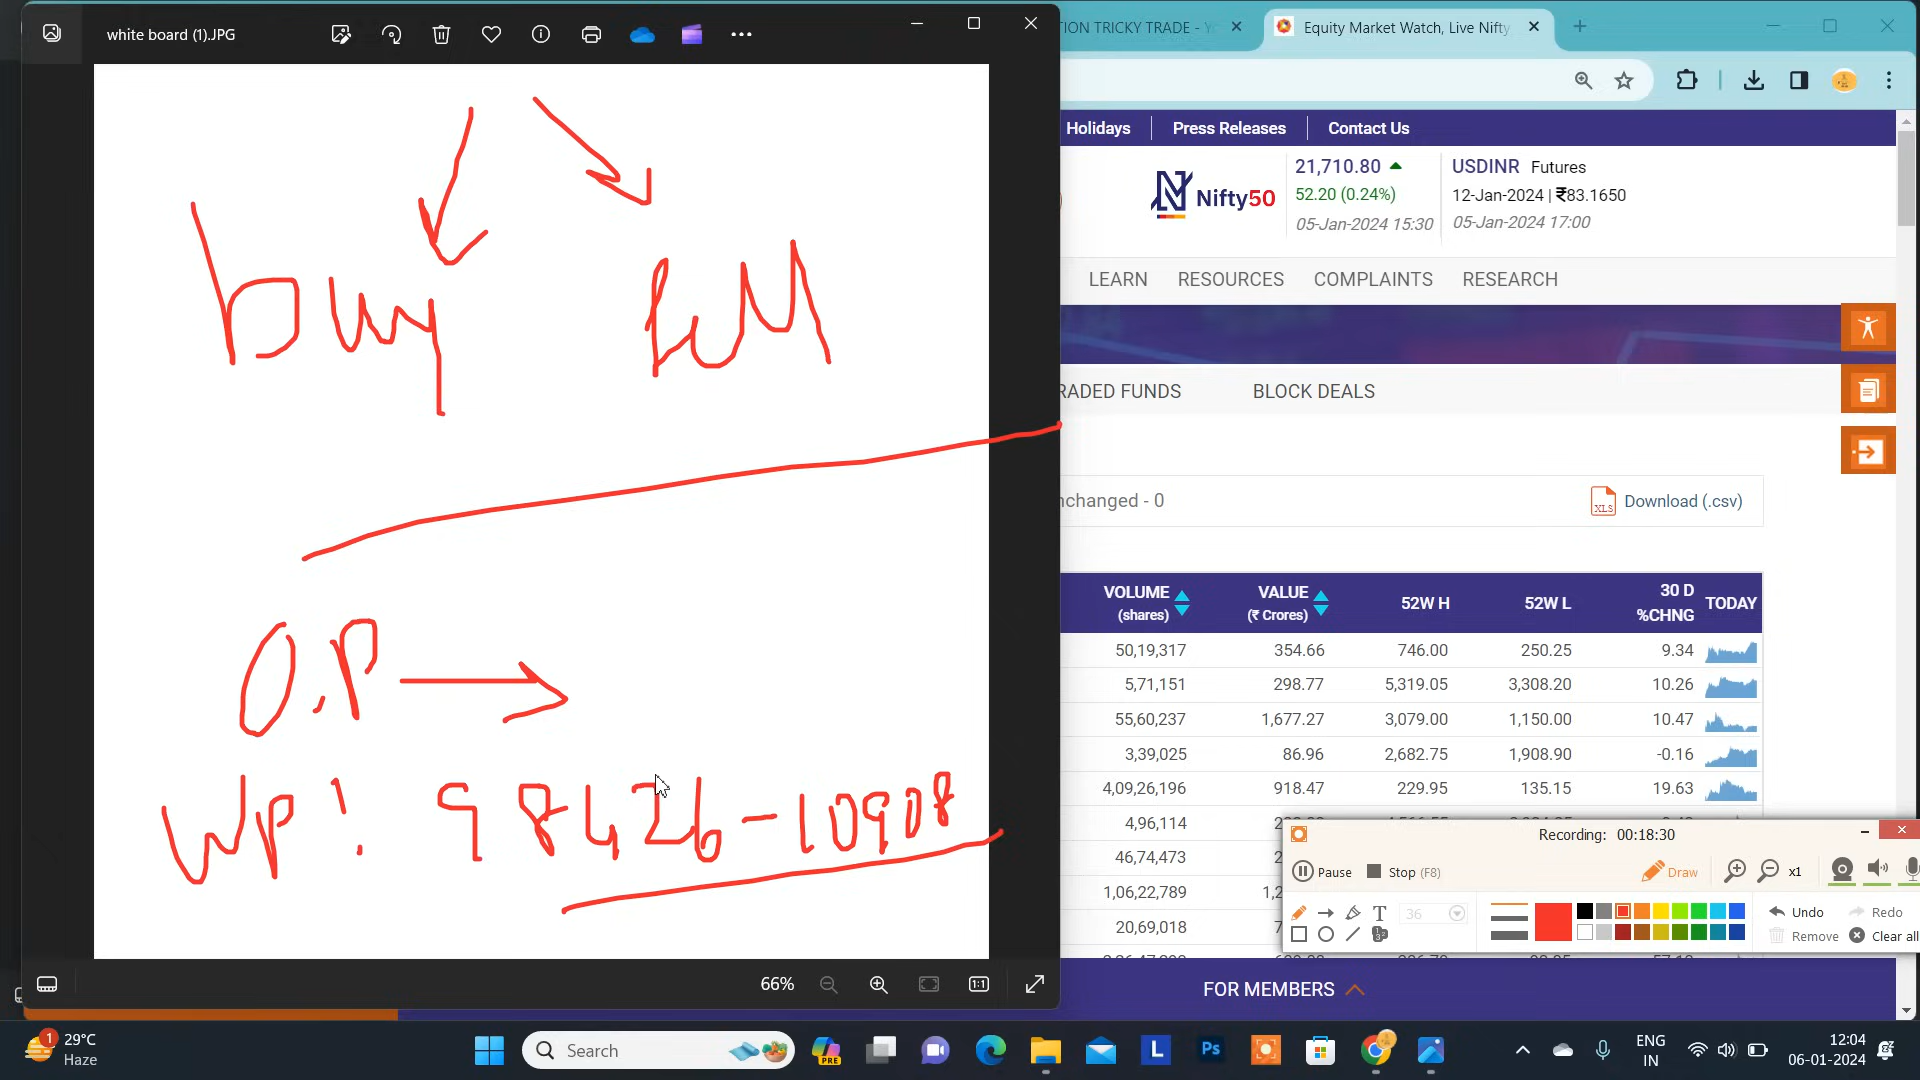 white board (1).JPG
TION TRICKY TRADE - Y
Equity Market Watch, Live Nifty
Holidays
Press Releases
Contact Us
Nifty50
21,710.80
52.20 (0.24%)
05-Jan-2024 15:30
USDINR Futures
12-Jan-2024 | ₹83.1650
05-Jan-2024 17:00
LEARN RESOURCES COMPLAINTS RESEARCH
buy sell
RADED FUNDS BLOCK DEALS
nchanged - 0
XLS Download (.csv)
VOLUME (shares) VALUE (₹ Crores) 52W H 52W L 30 D %CHNG TODAY
50,19,317 354.66 746.00 250.25 9.34
5,71,151 298.77 5,319.05 3,308.20 10.26
55,60,237 1,677.27 3,079.00 1,150.00 10.47
3,39,025 86.96 2,682.75 1,908.90 -0.16
4,09,26,196 918.47 229.95 135.15 19.63
4,96,114
46,74,473
1,06,22,789
20,69,018
O.P
WP: 98426-10908
Recording: 00:18:30
Pause Stop (F8) Draw x1
T 36 Undo Redo
Remove Clear all
66% 1:1
FOR MEMBERS
1 29°C
Haze
Search
PRE
L
Ps
ENG
IN
12:04
06-01-2024